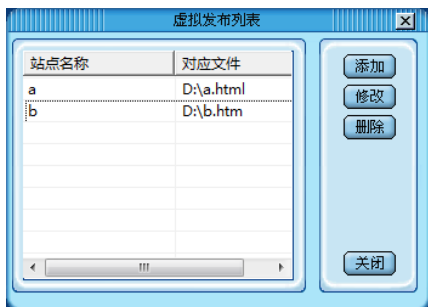 虚拟发布列表
站点名称 对应文件
a D:\a.html
b D:\b.htm
添加
修改
删除
关闭